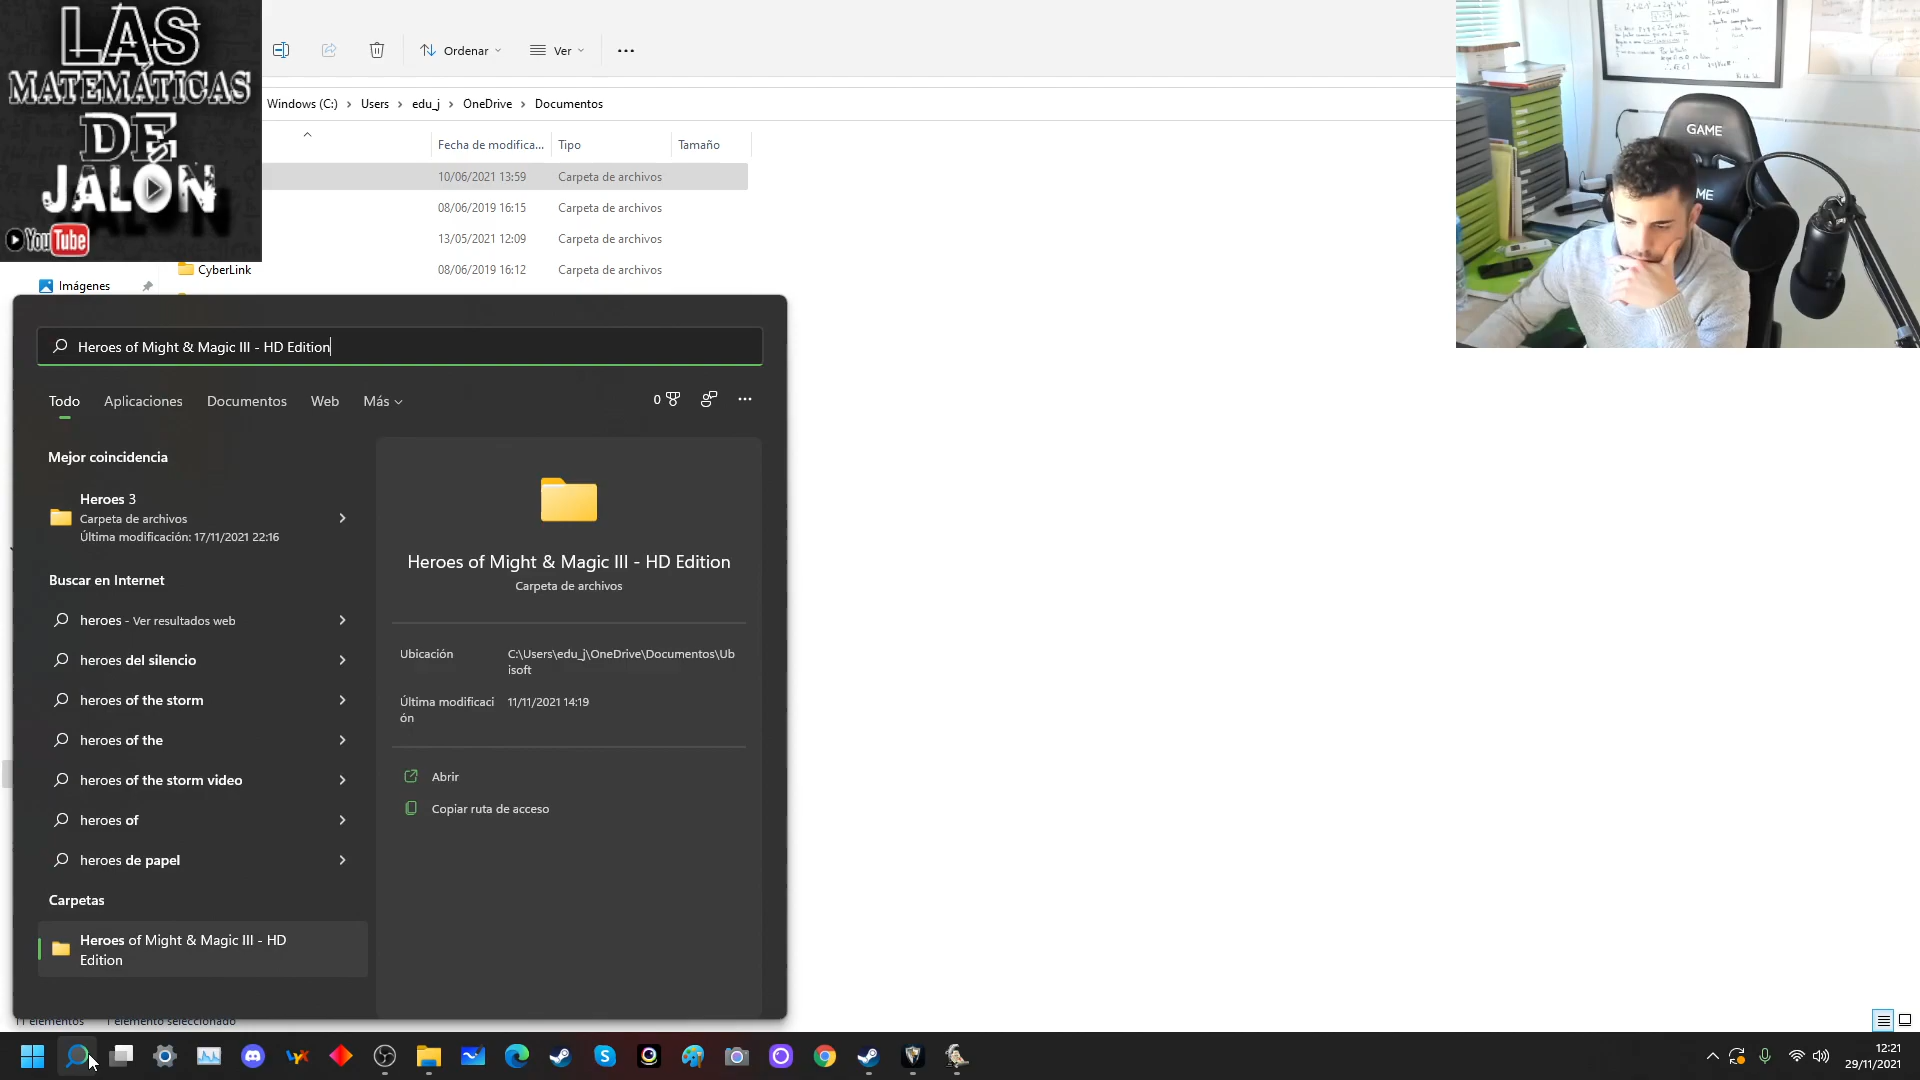 LAS
MATEMÁTICAS
DE
JALÓN
YouTube
Ordenar
Ver
Windows (C:) > Users > edu_j > OneDrive > Documentos
Fecha de modifica... Tipo Tamaño
10/06/2021 13:59 Carpeta de archivos
08/06/2019 16:15 Carpeta de archivos
13/05/2021 12:09 Carpeta de archivos
CyberLink 08/06/2019 16:12 Carpeta de archivos
Imágenes
GAME
Heroes of Might & Magic III - HD Edition
Todo Aplicaciones Documentos Web Más
0
Mejor coincidencia
Heroes 3
Carpeta de archivos
Última modificación: 17/11/2021 22:16
Buscar en Internet
heroes - Ver resultados web
heroes del silencio
heroes of the storm
heroes of the
heroes of the storm video
heroes of
heroes de papel
Carpetas
Heroes of Might & Magic III - HD
Edition
Heroes of Might & Magic III - HD Edition
Carpeta de archivos
Ubicación C:\Users\edu_j\OneDrive\Documentos\Ub
isoft
Última modificaci 11/11/2021 14:19
ón
Abrir
Copiar ruta de acceso
11 elementos 1 elemento seleccionado
12:21
29/11/2021